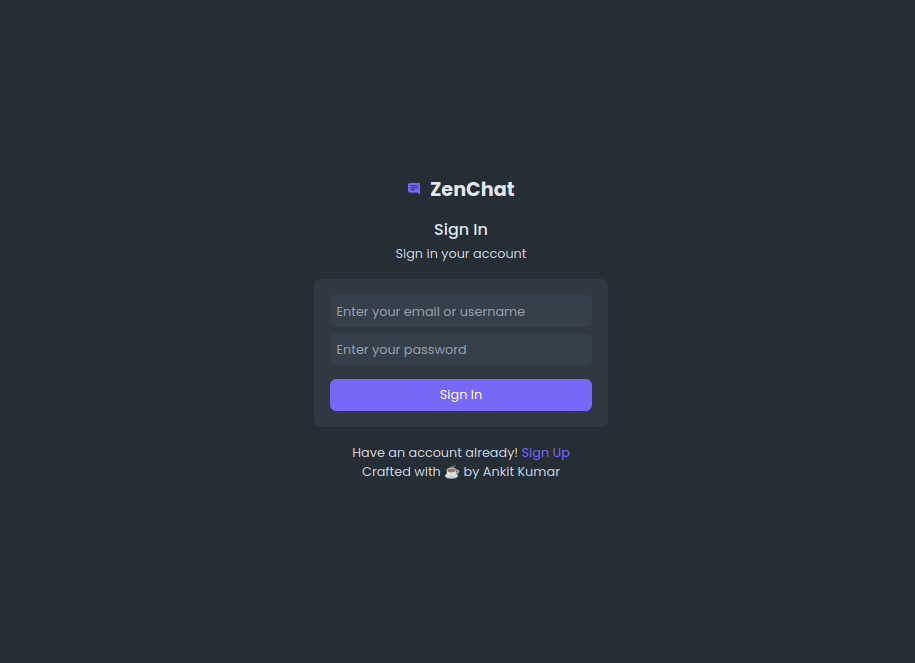 ZenChat
Sign In
Sign in your account
Enter your email or username
Enter your password
Sign In
Have an account already! Sign Up
Crafted with ☕ by Ankit Kumar